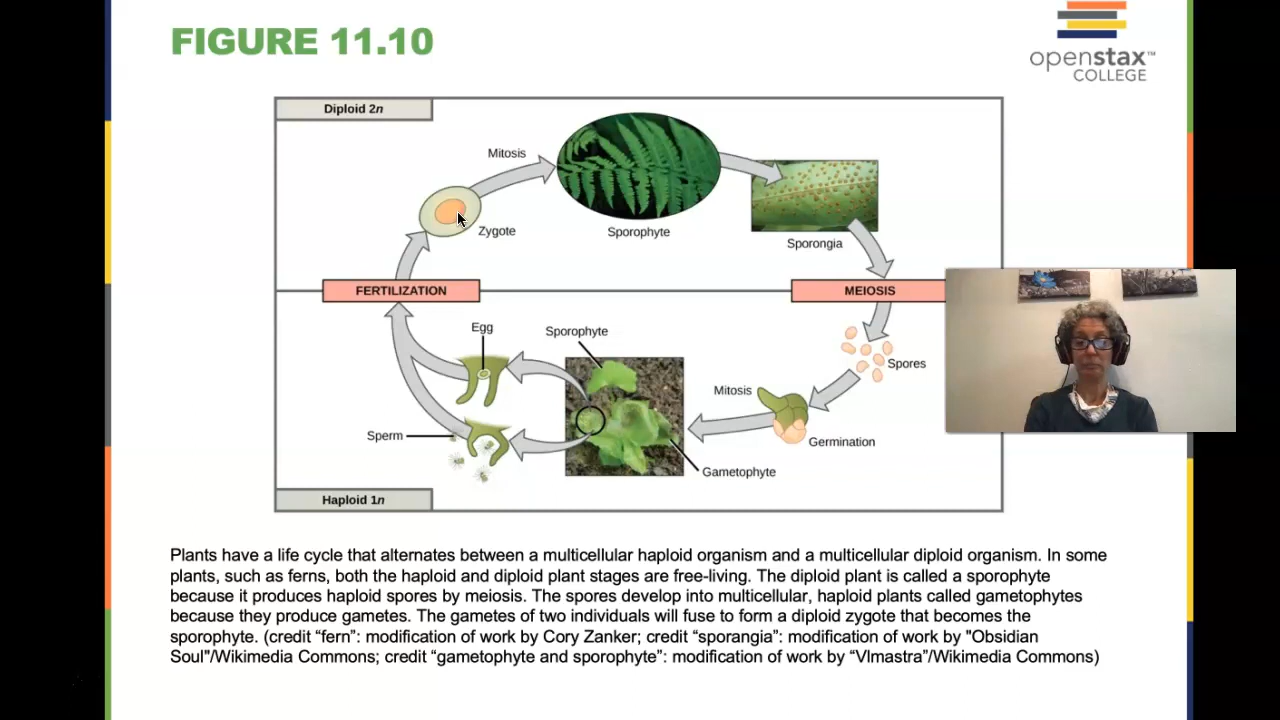 FIGURE 11.10
openstax™
COLLEGE
Diploid 2n
Mitosis
Zygote
Sporophyte
Sporangia
FERTILIZATION
MEIOSIS
Egg
Sporophyte
Spores
Mitosis
Sperm
Germination
Gametophyte
Haploid 1n
Plants have a life cycle that alternates between a multicellular haploid organism and a multicellular diploid organism. In some
plants, such as ferns, both the haploid and diploid plant stages are free-living. The diploid plant is called a sporophyte
because it produces haploid spores by meiosis. The spores develop into multicellular, haploid plants called gametophytes
because they produce gametes. The gametes of two individuals will fuse to form a diploid zygote that becomes the
sporophyte. (credit “fern”: modification of work by Cory Zanker; credit “sporangia”: modification of work by "Obsidian
Soul"/Wikimedia Commons; credit “gametophyte and sporophyte”: modification of work by “Vlmastra”/Wikimedia Commons)